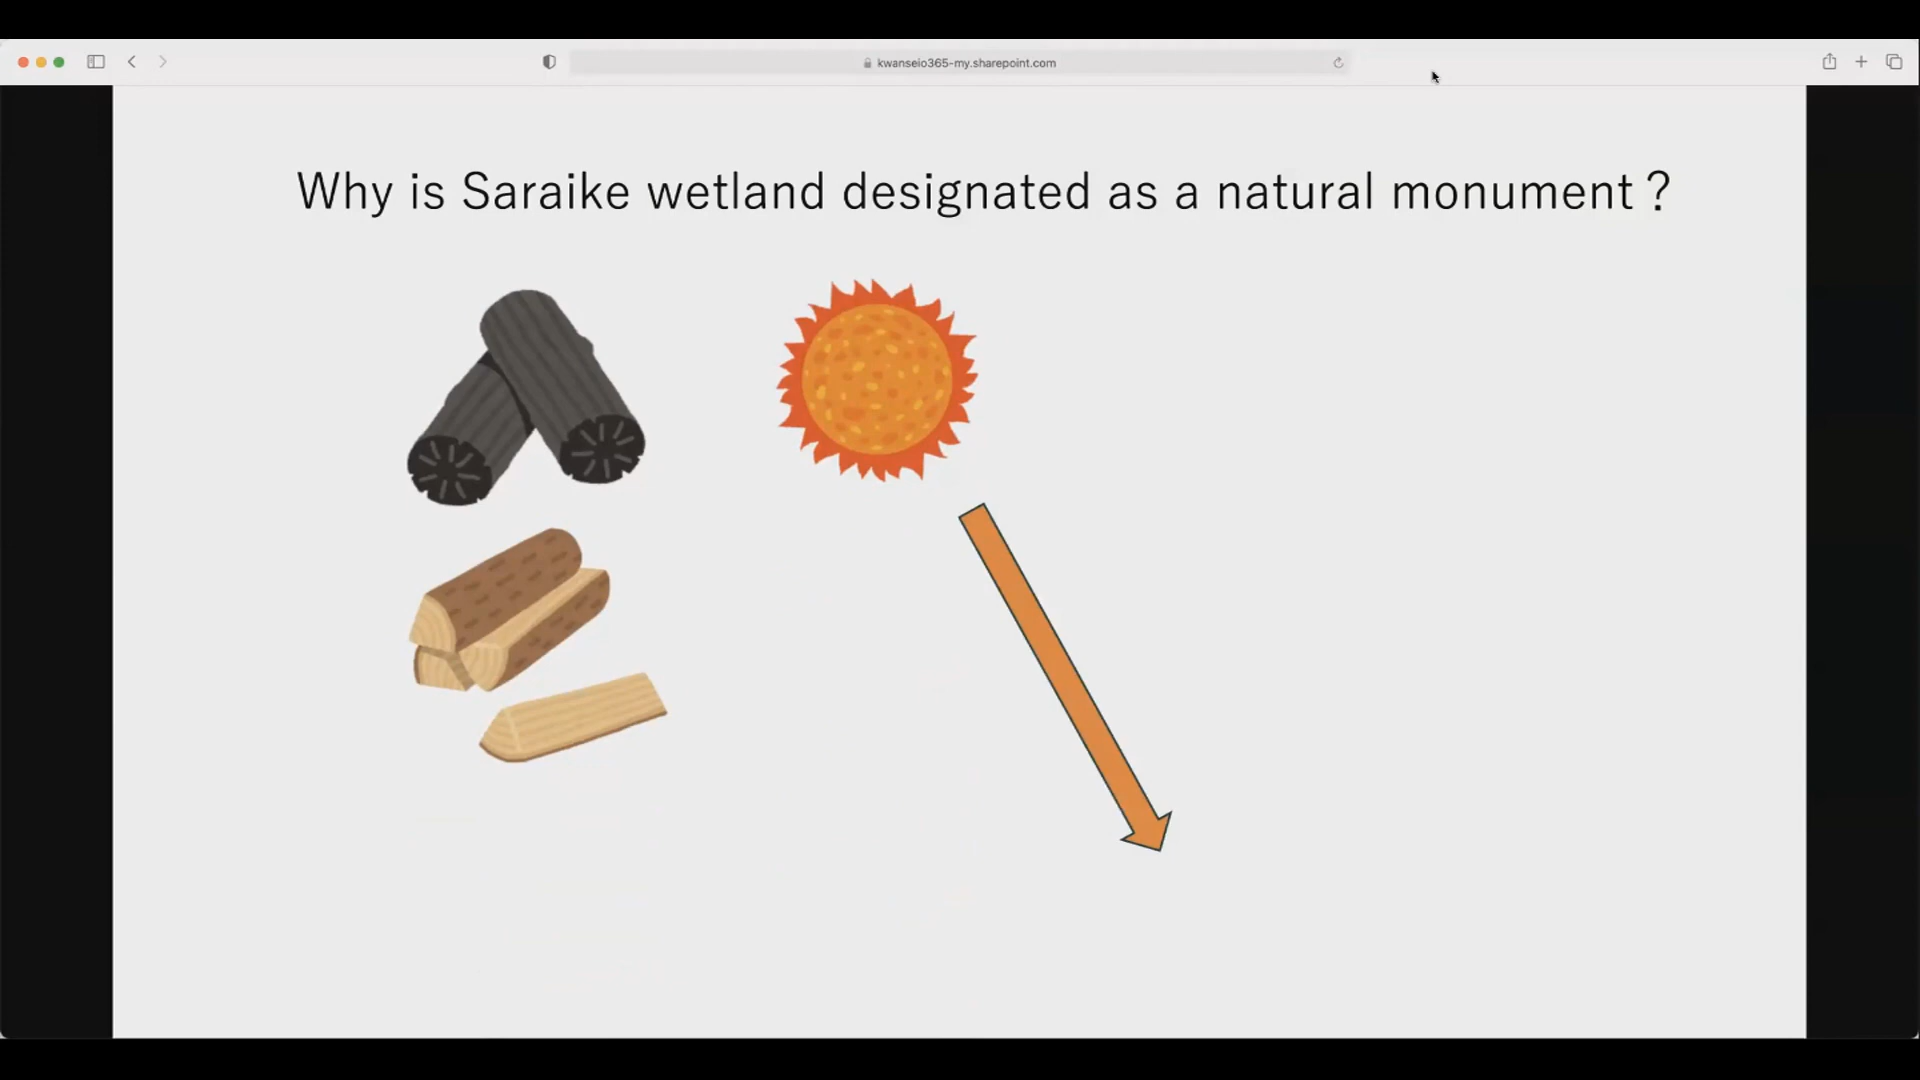 kwanseio365-my.sharepoint.com
Why is Saraike wetland designated as a natural monument？